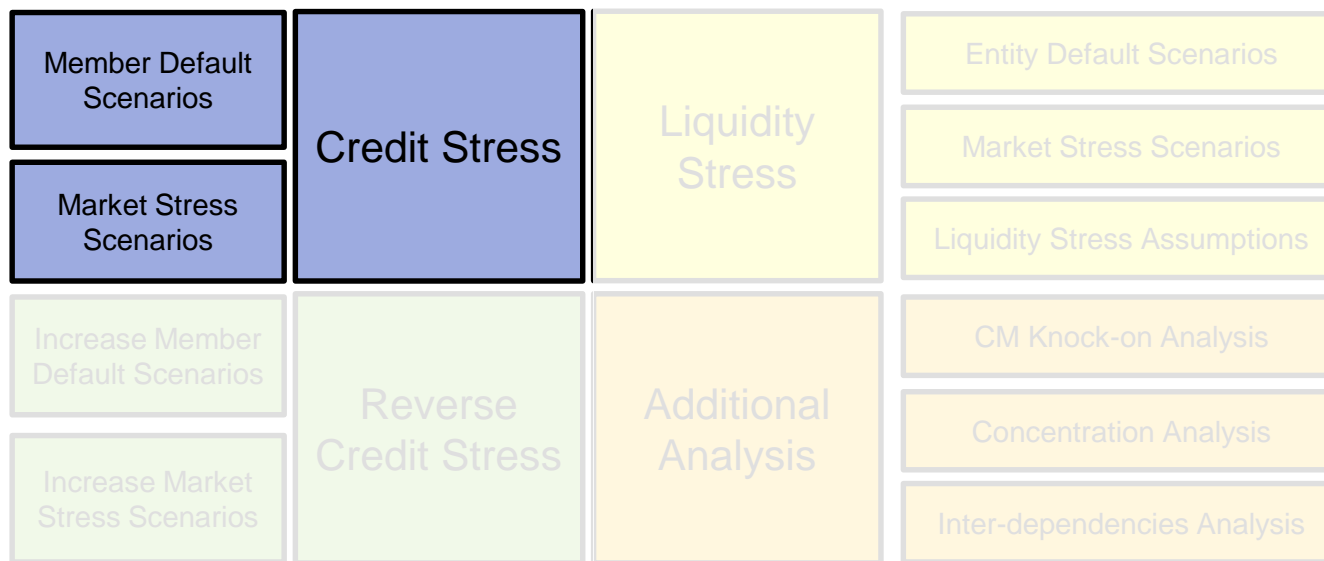 Member Default
Scenarios
Market Stress
Scenarios
Credit Stress
Liquidity
Stress
Entity Default Scenarios
Market Stress Scenarios
Liquidity Stress Assumptions
Increase Member
Default Scenarios
Increase Market
Stress Scenarios
Reverse
Credit Stress
Additional
Analysis
CM Knock-on Analysis
Concentration Analysis
Inter-dependencies Analysis